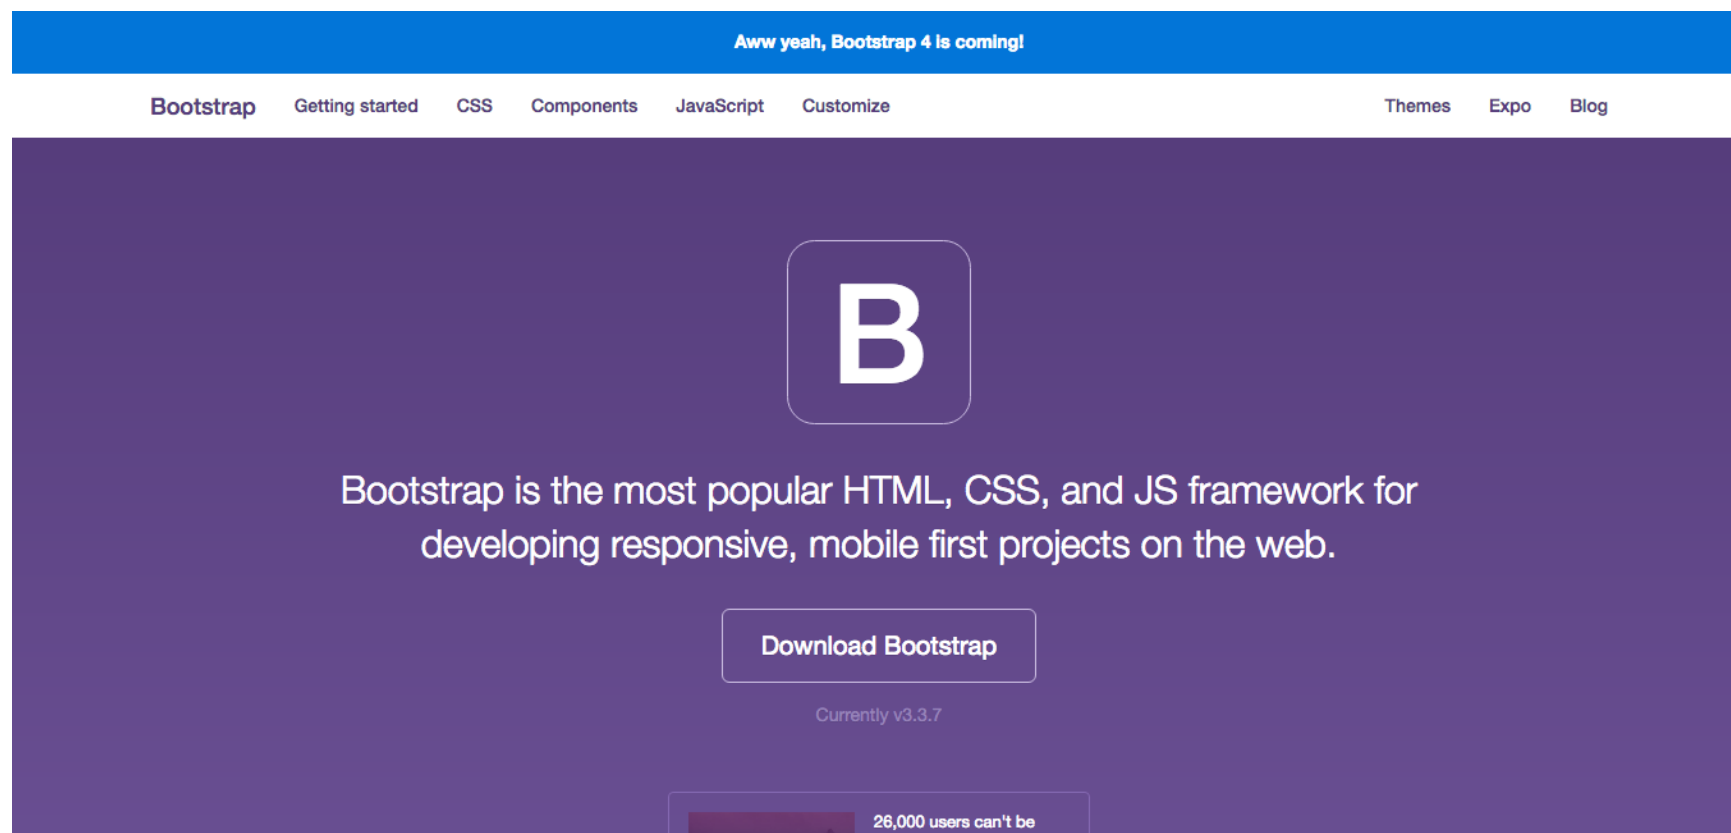 Aww yeah, Bootstrap 4 is coming!
Bootstrap Getting started CSS Components JavaScript Customize Themes Expo Blog
B
Bootstrap is the most popular HTML, CSS, and JS framework for
developing responsive, mobile first projects on the web.
Download Bootstrap
Currently v3.3.7
26,000 users can't be